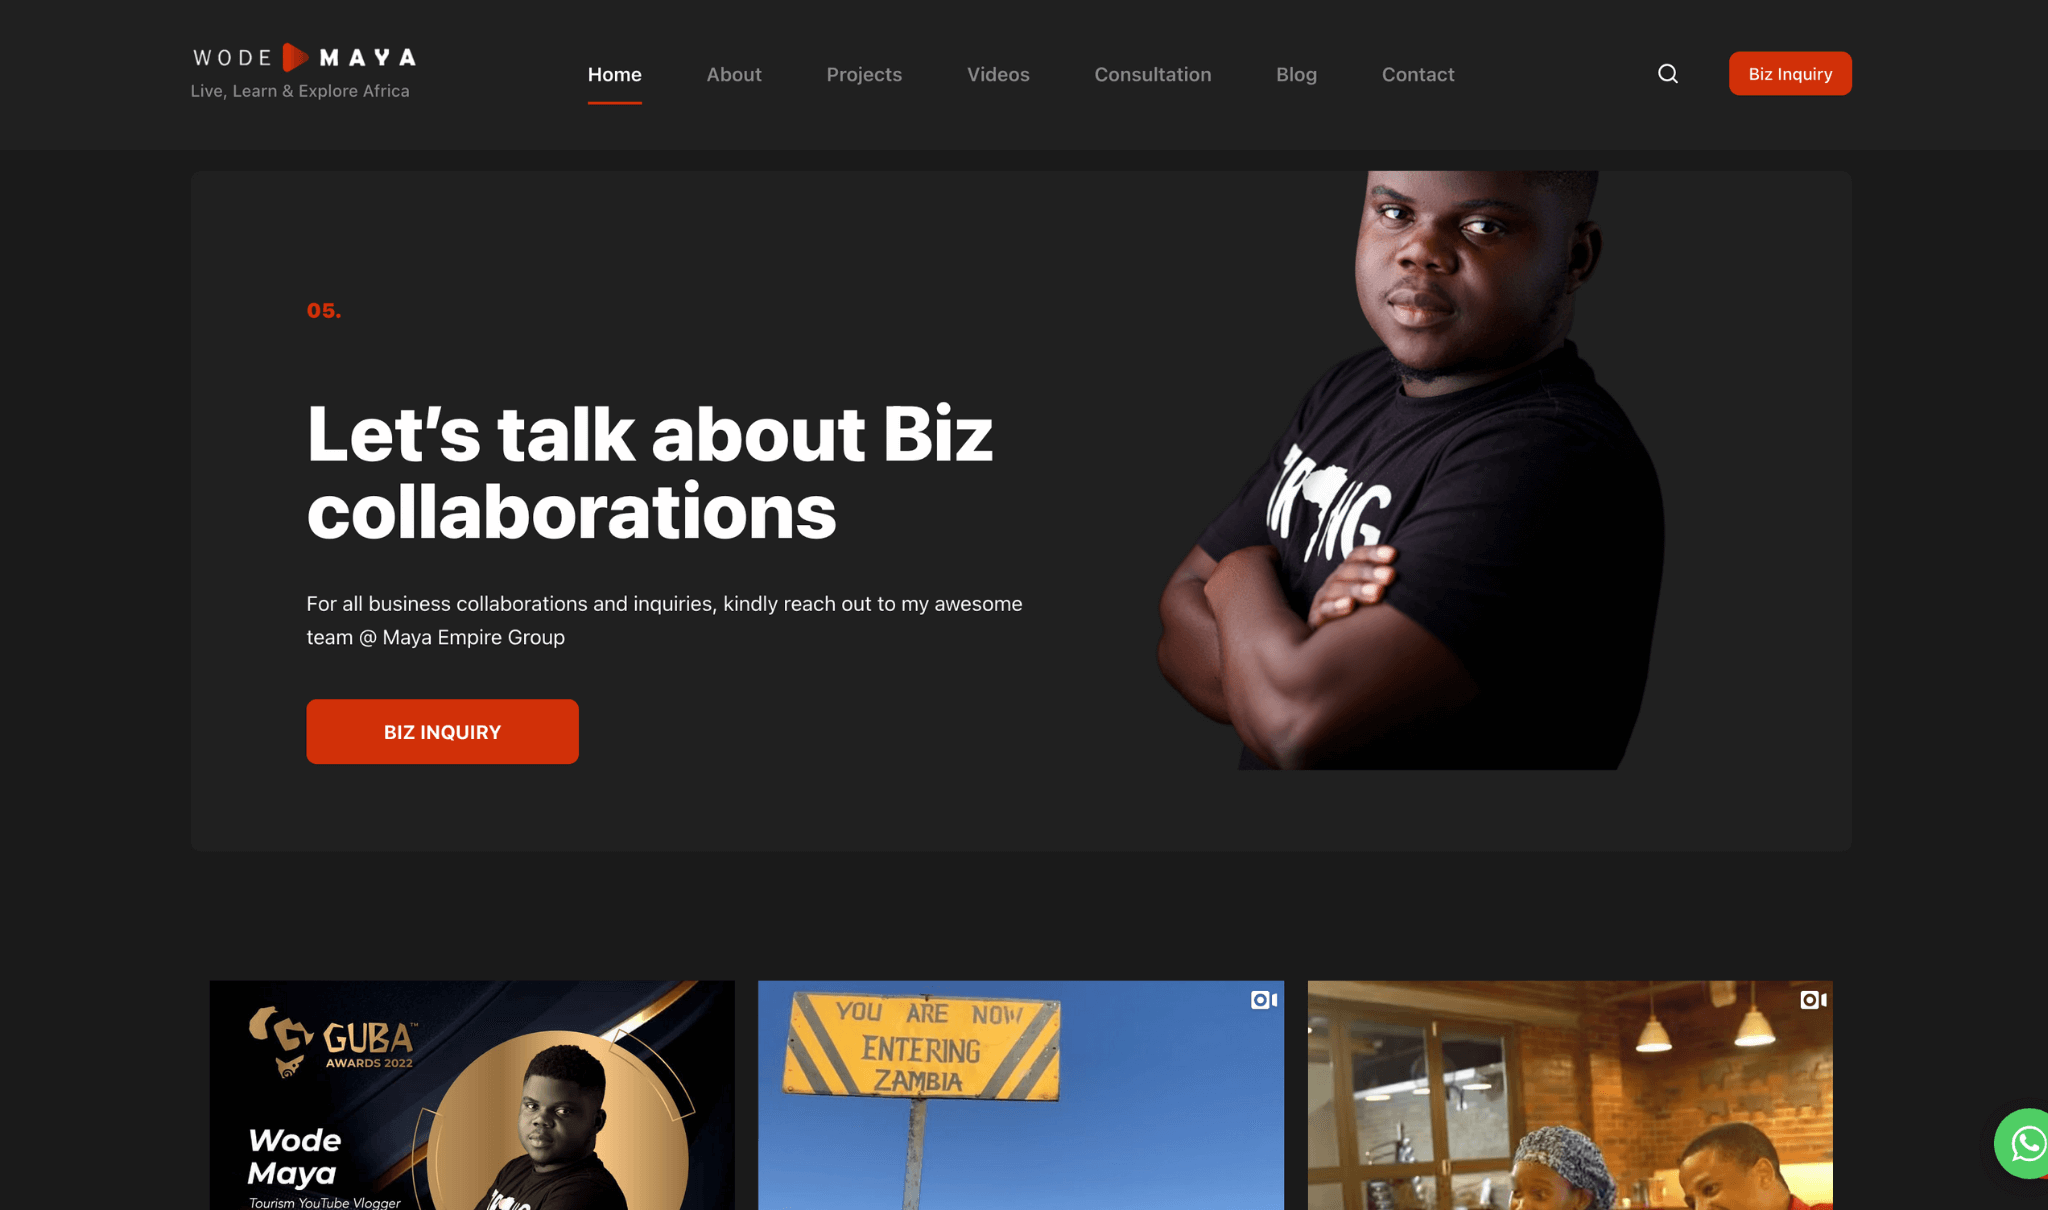 WODE MAYA
Live, Learn & Explore Africa
Home
About
Projects
Videos
Consultation
Blog
Contact
Biz Inquiry
05.
Let’s talk about Biz
collaborations
For all business collaborations and inquiries, kindly reach out to my awesome
team @ Maya Empire Group
BIZ INQUIRY
GUBA™
AWARDS 2022
Wode
Maya
Tourism YouTube Vlogger
YOU ARE NOW
ENTERING
ZAMBIA